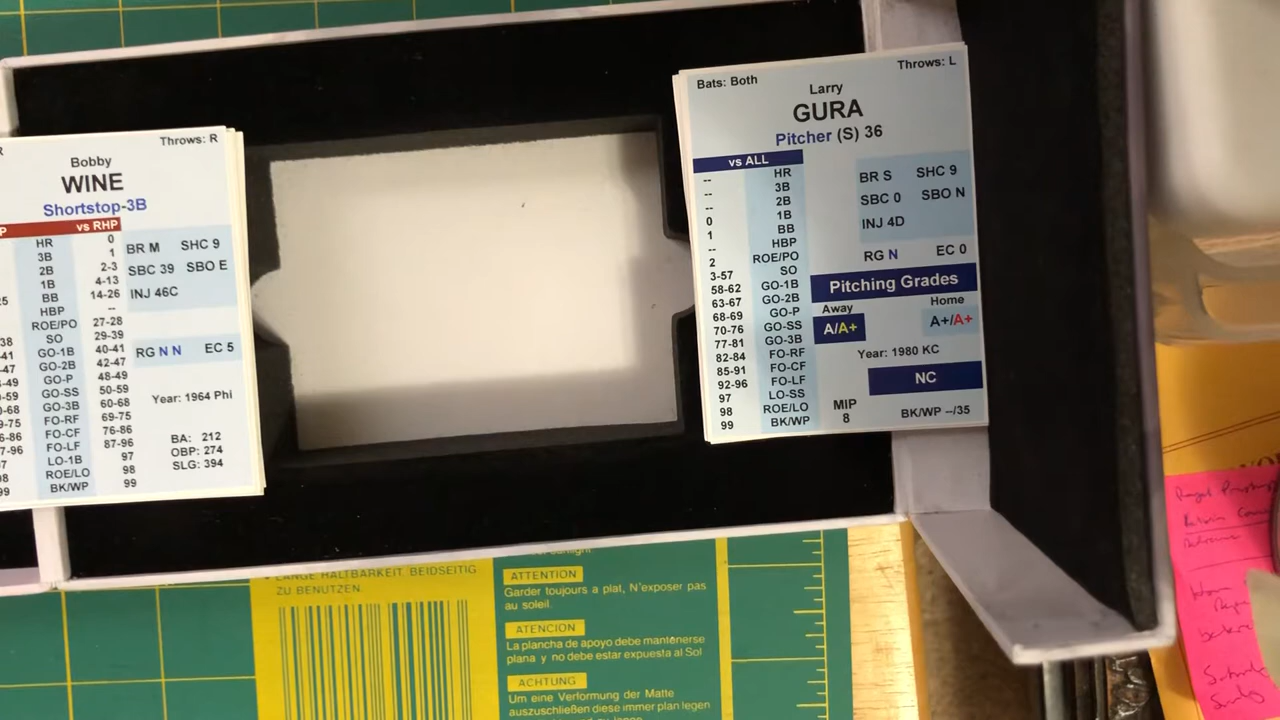 Throws: R
Bobby
WINE
Shortstop-3B
vs RHP
HR 0
3B 1
2B 2-3
1B 4-13
BB 14-26
HBP --
ROE/PO 27-28
SO 29-39
GO-1B 40-41
GO-2B 42-47
GO-P 48-49
GO-SS 50-59
GO-3B 60-68
FO-RF 69-75
FO-CF 76-86
FO-LF 87-96
LO-1B 97
ROE/LO 98
BK/WP 99
BR M SHC 9
SBC 39 SBO E
INJ 46C
RG N N EC 5
Year: 1964 Phi
BA: 212
OBP: 274
SLG: 394
Bats: Both Throws: L
Larry
GURA
Pitcher (S) 36
vs ALL
-- HR
-- 3B
-- 2B
0 1B
1 BB
-- HBP
2 ROE/PO
3-57 SO
58-62 GO-1B
63-67 GO-2B
68-69 GO-P
70-76 GO-SS
77-81 GO-3B
82-84 FO-RF
85-91 FO-CF
92-96 FO-LF
97 LO-SS
98 ROE/LO
99 BK/WP
BR S SHC 9
SBC 0 SBO N
INJ 4D
RG N EC 0
Pitching Grades
Away Home
A/A+ A+/A+
Year: 1980 KC
NC
MIP
8
BK/WP --/35
LANGE HALTBARKEIT BEIDSEITIG
ZU BENUTZEN.
ATTENTION
Garder toujours a plat, N'exposer pas
au soleil.
ATENCION
La plancha de apoyo debe mantenerse
plana y no debe estar expuesta al Sol
ACHTUNG
Um eine Verformung der Matte
auszuschließen diese immer plan legen